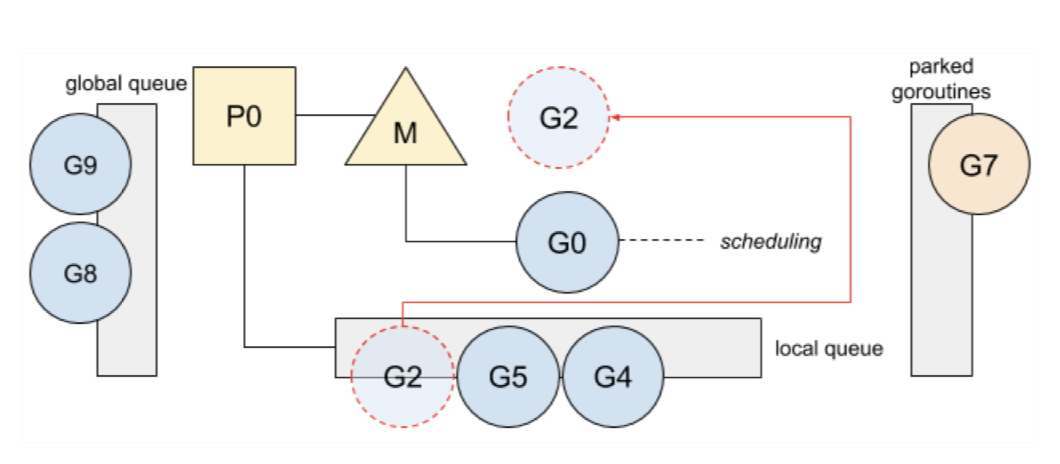 parked
goroutines
global queue
P0
M
G2
G9
G7
G8
G0
scheduling
G2
G5
G4
local queue